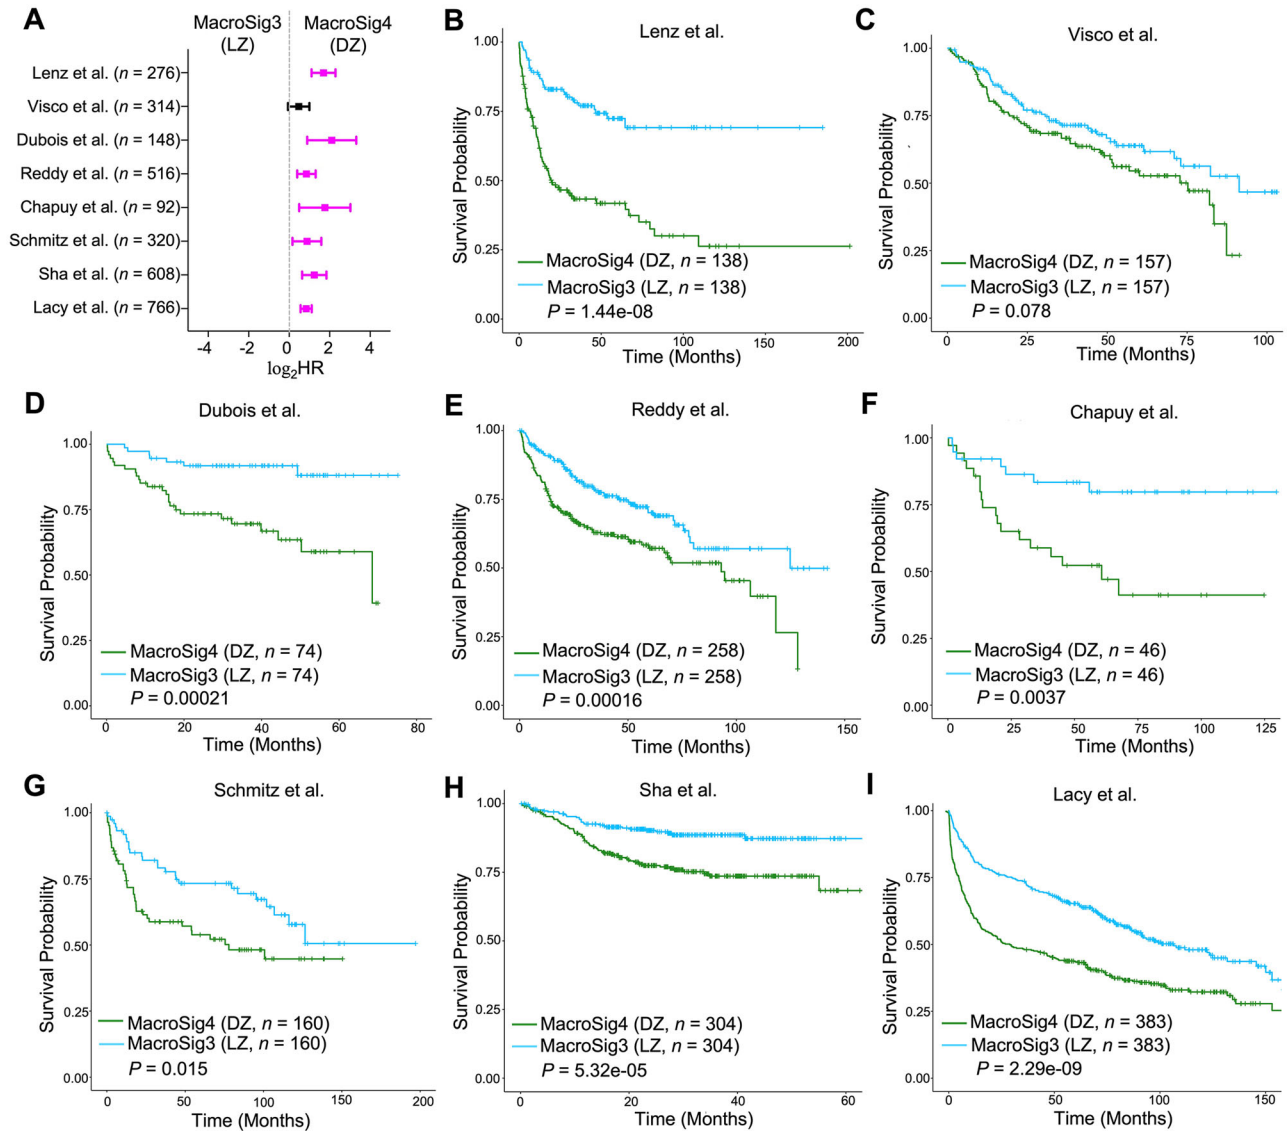 A
MacroSig3
(LZ)
MacroSig4
(DZ)
Lenz et al. (n = 276)
Visco et al. (n = 314)
Dubois et al. (n = 148)
Reddy et al. (n = 516)
Chapuy et al. (n = 92)
Schmitz et al. (n = 320)
Sha et al. (n = 608)
Lacy et al. (n = 766)
-4 -2 0 2 4
log₂HR
B
Lenz et al.
Survival Probability
1.00
0.75
0.50
0.25
0.00
MacroSig4 (DZ, n = 138)
MacroSig3 (LZ, n = 138)
P = 1.44e-08
0 50 100 150 200
Time (Months)
C
Visco et al.
Survival Probability
1.00
0.75
0.50
0.25
0.00
MacroSig4 (DZ, n = 157)
MacroSig3 (LZ, n = 157)
P = 0.078
0 25 50 75 100
Time (Months)
D
Dubois et al.
Survival Probability
1.00
0.75
0.50
0.25
0.00
MacroSig4 (DZ, n = 74)
MacroSig3 (LZ, n = 74)
P = 0.00021
0 20 40 60 80
Time (Months)
E
Reddy et al.
Survival Probability
1.00
0.75
0.50
0.25
0.00
MacroSig4 (DZ, n = 258)
MacroSig3 (LZ, n = 258)
P = 0.00016
0 50 100 150
Time (Months)
F
Chapuy et al.
Survival Probability
1.00
0.75
0.50
0.25
0.00
MacroSig4 (DZ, n = 46)
MacroSig3 (LZ, n = 46)
P = 0.0037
0 25 50 75 100 125
Time (Months)
G
Schmitz et al.
Survival Probability
1.00
0.75
0.50
0.25
0.00
MacroSig4 (DZ, n = 160)
MacroSig3 (LZ, n = 160)
P = 0.015
0 50 100 150 200
Time (Months)
H
Sha et al.
Survival Probability
1.00
0.75
0.50
0.25
0.00
MacroSig4 (DZ, n = 304)
MacroSig3 (LZ, n = 304)
P = 5.32e-05
0 20 40 60
Time (Months)
I
Lacy et al.
Survival Probability
1.00
0.75
0.50
0.25
0.00
MacroSig4 (DZ, n = 383)
MacroSig3 (LZ, n = 383)
P = 2.29e-09
0 50 100 150
Time (Months)